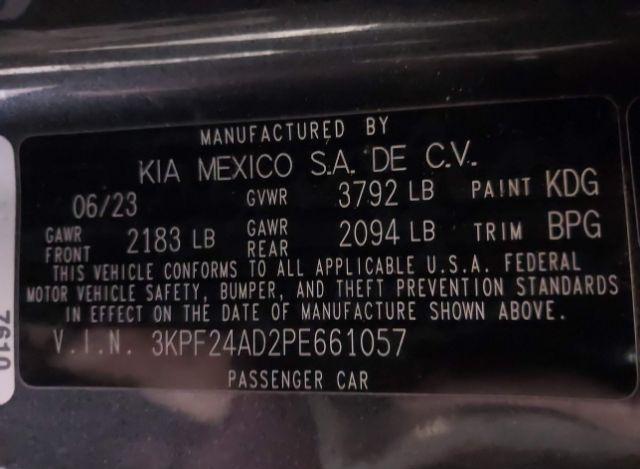 MANUFACTURED BY
KIA MEXICO S.A. DE C.V.
06/23 GVWR 3792 LB PAINT KDG
GAWR FRONT 2183 LB GAWR REAR 2094 LB TRIM BPG
THIS VEHICLE CONFORMS TO ALL APPLICABLE U.S.A. FEDERAL
MOTOR VEHICLE SAFETY, BUMPER, AND THEFT PREVENTION STANDARDS
IN EFFECT ON THE DATE OF MANUFACTURE SHOWN ABOVE.
V.I.N. 3KPF24AD2PE661057
PASSENGER CAR